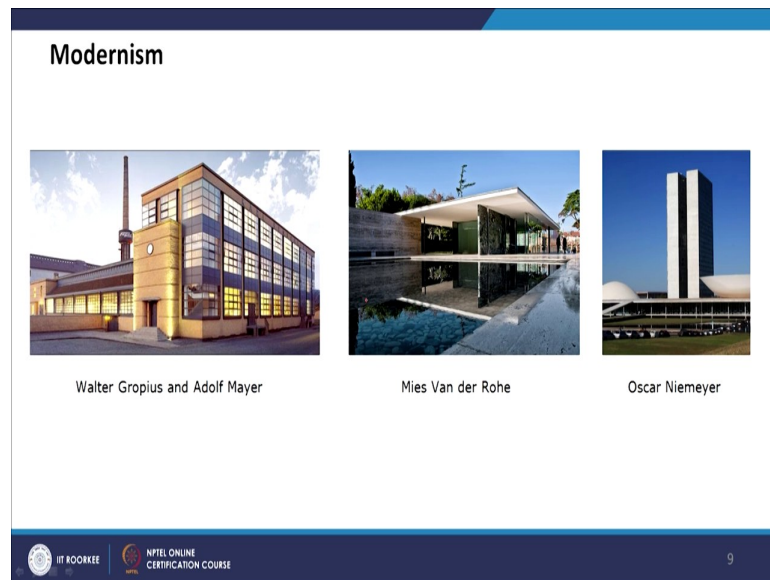 Modernism
Walter Gropius and Adolf Mayer
Mies Van der Rohe
Oscar Niemeyer
IIT ROORKEE
NPTEL ONLINE
CERTIFICATION COURSE
9